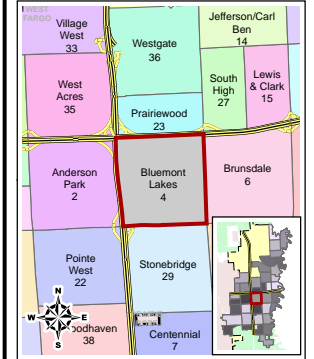 WEST
FARGO
Village
West
33
Westgate
36
Jefferson/Carl
Ben
14
West
Acres
35
South
High
27
Lewis
& Clark
15
Prairiewood
23
Anderson
Park
2
Bluemont
Lakes
4
Brunsdale
6
Pointe
West
22
Stonebridge
29
N
W
E
S
oodhaven
38
Centennial
7